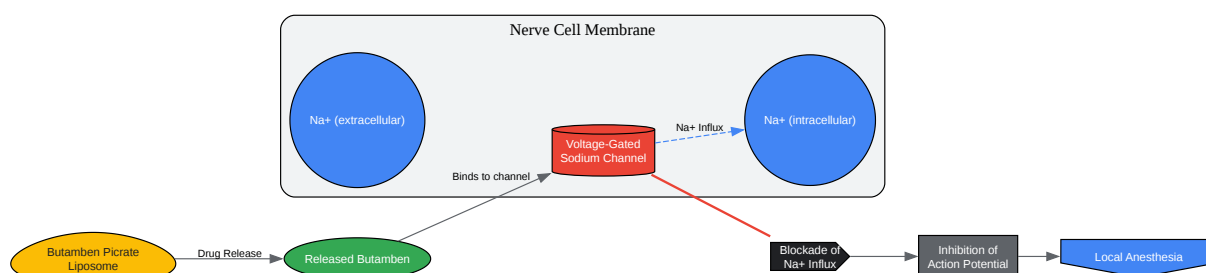 Nerve Cell Membrane
Na+ (extracellular)
Voltage-Gated
Sodium Channel
Na+ Influx
Na+ (intracellular)
Binds to channel
Butamben Picrate
Liposome
Drug Release
Released Butamben
Blockade of
Na+ Influx
Inhibition of
Action Potential
Local Anesthesia